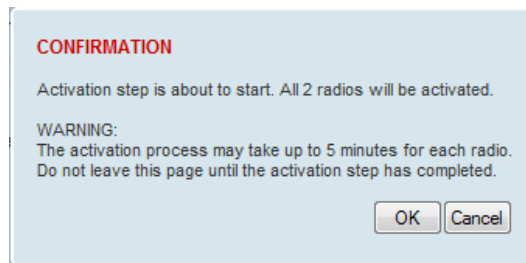 CONFIRMATION
Activation step is about to start. All 2 radios will be activated.
WARNING:
The activation process may take up to 5 minutes for each radio.
Do not leave this page until the activation step has completed.
OK Cancel